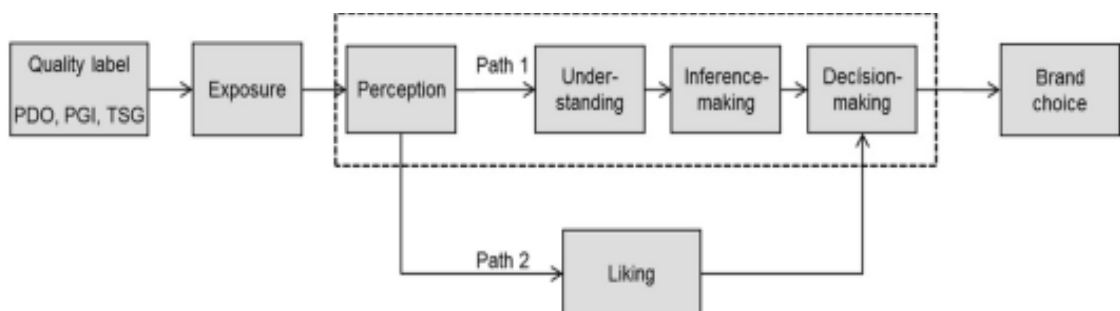 Quality label
PDO, PGI, TSG
Exposure
Perception
Path 1
Under-
standing
Inference-
making
Decision-
making
Brand
choice
Path 2
Liking